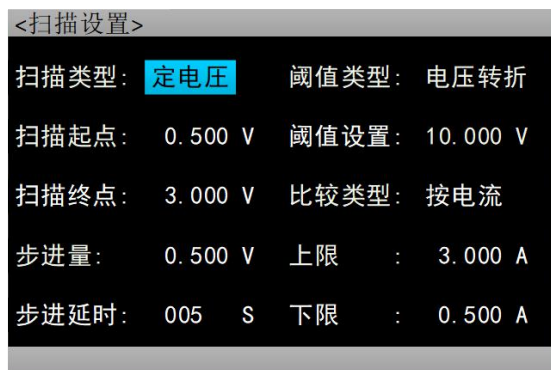 <扫描设置>
扫描类型: 定电压 阈值类型: 电压转折
扫描起点: 0.500 V 阈值设置: 10.000 V
扫描终点: 3.000 V 比较类型: 按电流
步进量: 0.500 V 上限 : 3.000 A
步进延时: 005 S 下限 : 0.500 A